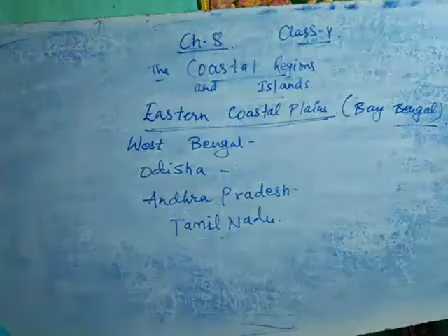 Ch.8 Class-4
The Coastal Regions
and Islands
Eastern Coastal Plains (Bay Bengal)
West Bengal-
Odisha -
Andhra Pradesh-
Tamil Nadu.